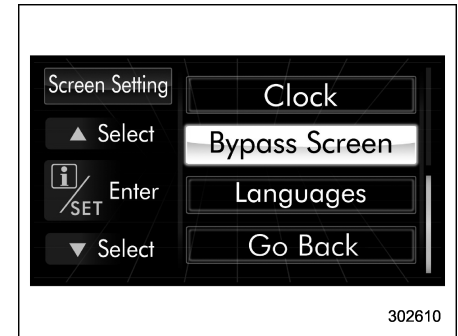 Screen Setting
Clock
▲ Select
Bypass Screen
i/SET Enter
Languages
▼ Select
Go Back
302610